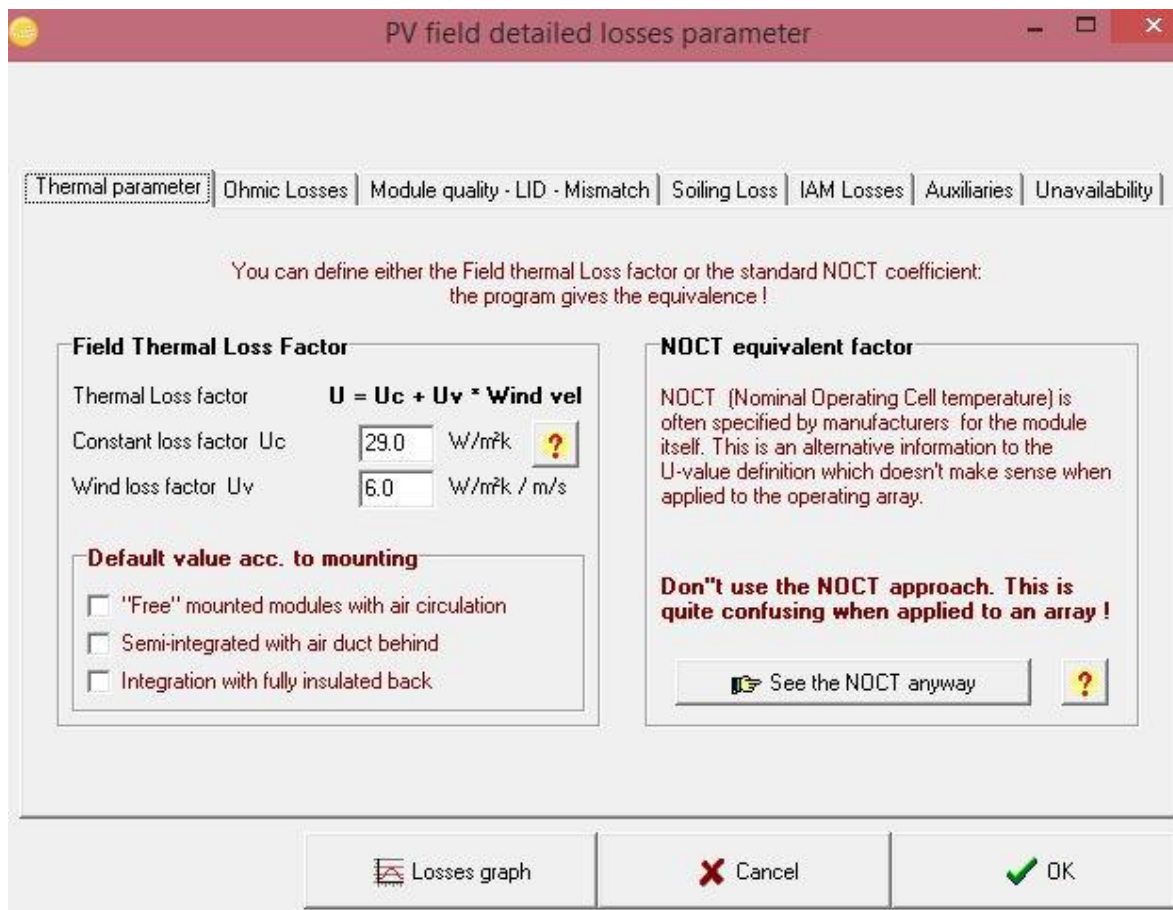 PV field detailed losses parameter
Thermal parameter Ohmic Losses Module quality - LID - Mismatch Soiling Loss IAM Losses Auxiliaries Unavailability
You can define either the Field thermal Loss factor or the standard NOCT coefficient:
the program gives the equivalence !
Field Thermal Loss Factor
Thermal Loss factor U = Uc + Uv * Wind vel
Constant loss factor Uc 29.0 W/m²k ?
Wind loss factor Uv 6.0 W/m²k / m/s
Default value acc. to mounting
"Free" mounted modules with air circulation
Semi-integrated with air duct behind
Integration with fully insulated back
NOCT equivalent factor
NOCT (Nominal Operating Cell temperature) is
often specified by manufacturers for the module
itself. This is an alternative information to the
U-value definition which doesn't make sense when
applied to the operating array.
Don"t use the NOCT approach. This is
quite confusing when applied to an array !
See the NOCT anyway ?
Losses graph Cancel OK